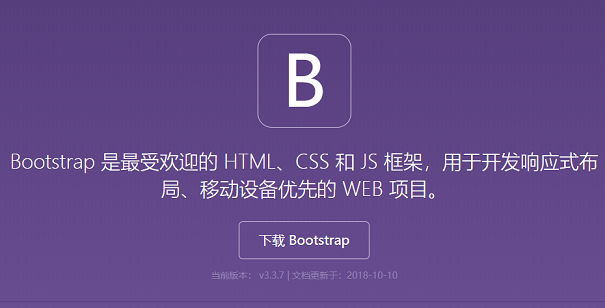 B
Bootstrap 是最受欢迎的 HTML、CSS 和 JS 框架，用于开发响应式布
局、移动设备优先的 WEB 项目。
下载 Bootstrap
当前版本： v3.3.7 | 文档更新于：2018-10-10